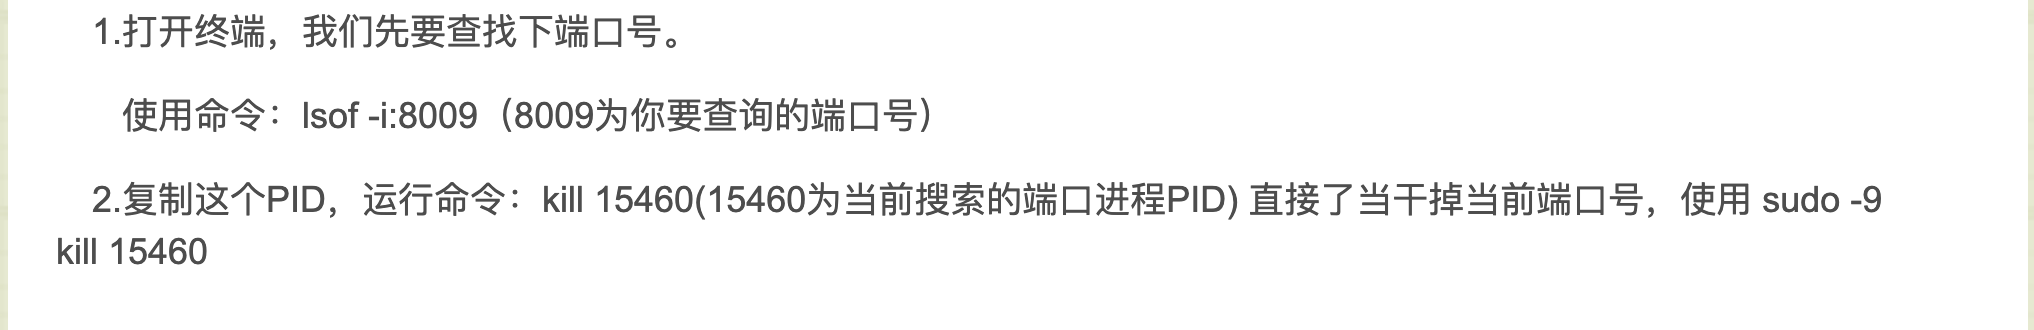 1.打开终端，我们先要查找下端口号。
使用命令：lsof -i:8009（8009为你要查询的端口号）
2.复制这个PID，运行命令：kill 15460(15460为当前搜索的端口进程PID) 直接了当干掉当前端口号，使用 sudo -9
kill 15460